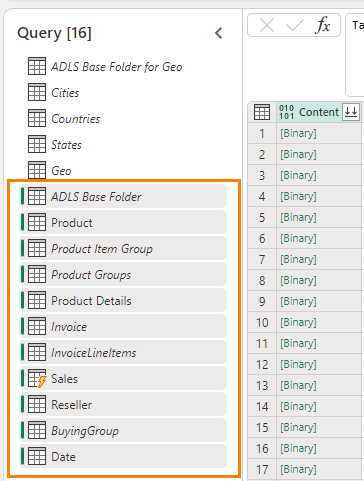 Query [16]
ADLS Base Folder for Geo
Cities
Countries
States
Geo
ADLS Base Folder
Product
Product Item Group
Product Groups
Product Details
Invoice
InvoiceLineItems
Sales
Reseller
BuyingGroup
Date
fx
Ta
010
101 Content
1 [Binary]
2 [Binary]
3 [Binary]
4 [Binary]
5 [Binary]
6 [Binary]
7 [Binary]
8 [Binary]
9 [Binary]
10 [Binary]
11 [Binary]
12 [Binary]
13 [Binary]
14 [Binary]
15 [Binary]
16 [Binary]
17 [Binary]